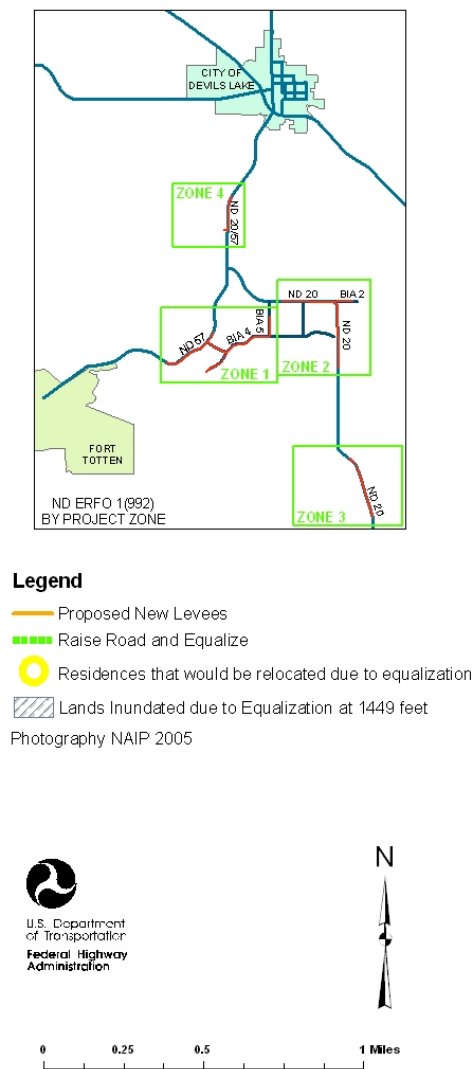 CITY OF
DEVILS LAKE
ZONE 4
ND 20/57
ND 20
BIA 2
BIA 5
ND 57
BIA 4
ND 20
ZONE 1
ZONE 2
FORT
TOTTEN
ND 20
ND ERFO 1(992)
BY PROJECT ZONE
ZONE 3
Legend
Proposed New Levees
Raise Road and Equalize
Residences that would be relocated due to equalization
Lands Inundated due to Equalization at 1449 feet
Photography NAIP 2005
N
U.S. Department
of Transportation
Federal Highway
Administration
0 0.25 0.5 1 Miles